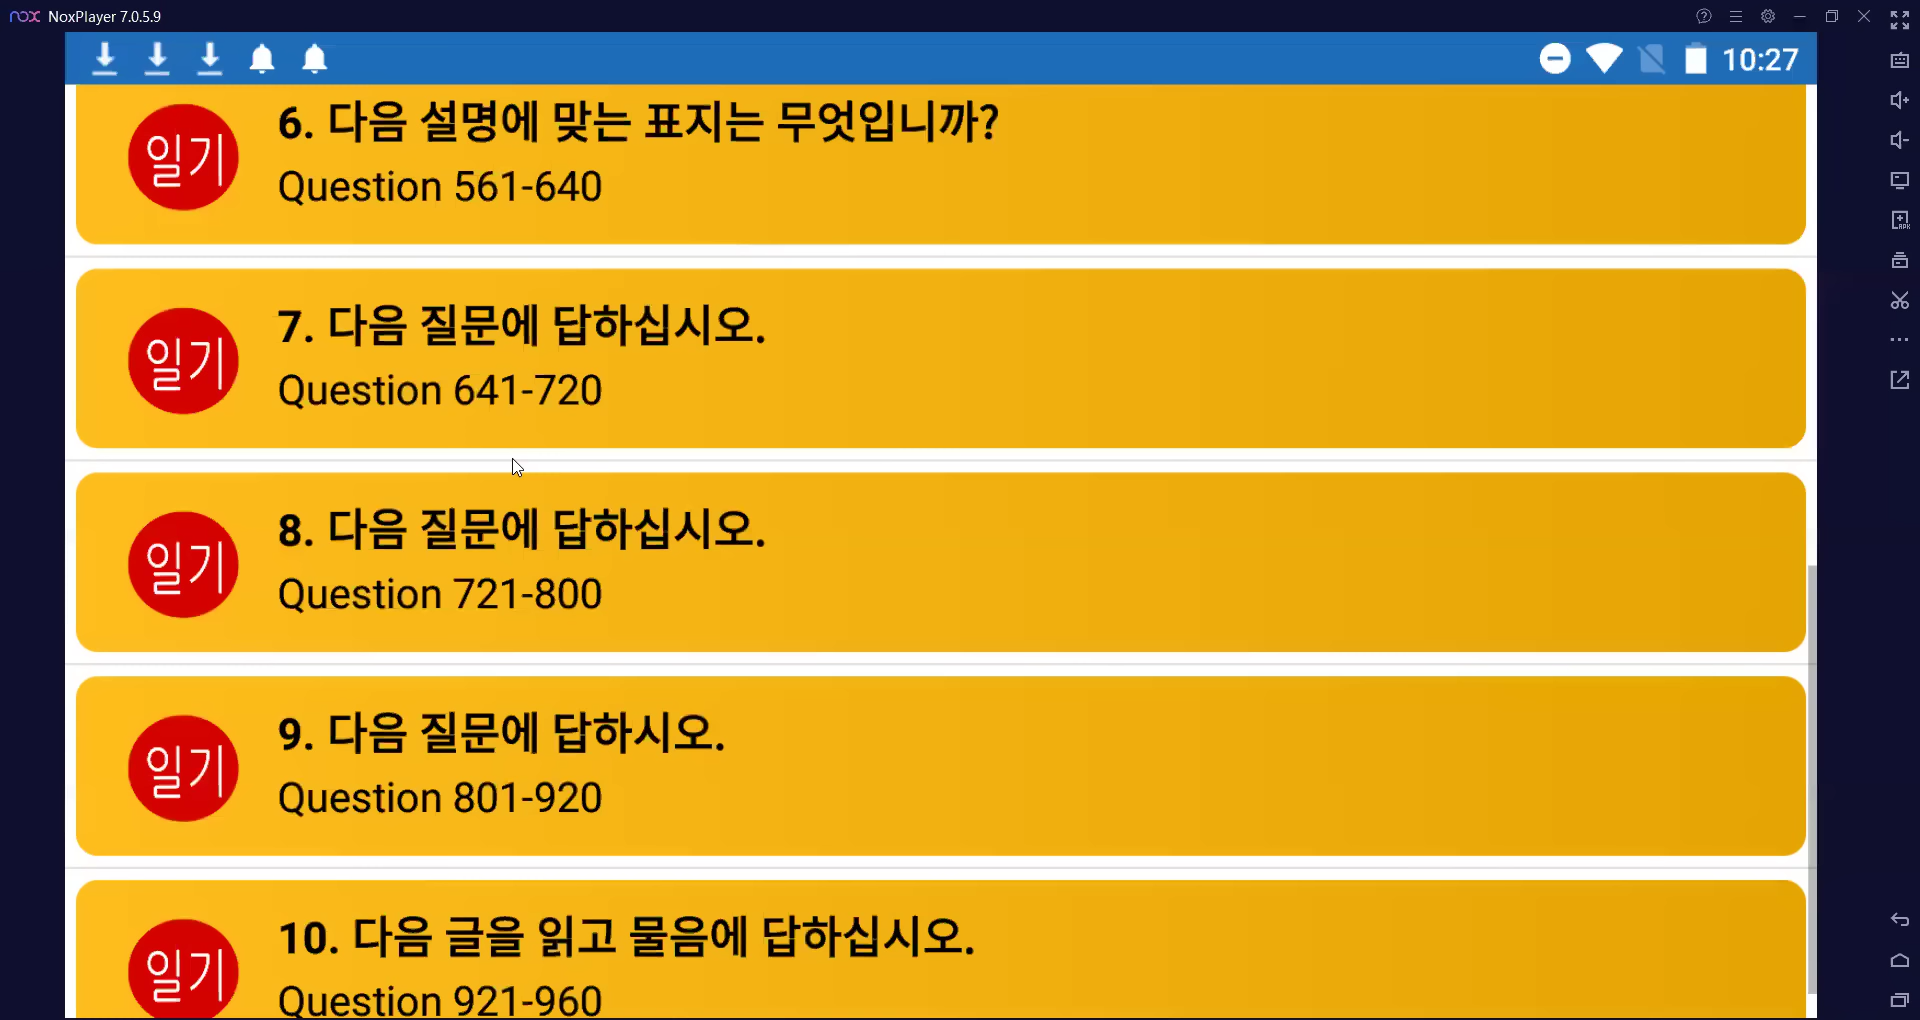 nox NoxPlayer 7.0.5.9
10:27
일기
6. 다음 설명에 맞는 표지는 무엇입니까?
Question 561-640
일기
7. 다음 질문에 답하십시오.
Question 641-720
일기
8. 다음 질문에 답하십시오.
Question 721-800
일기
9. 다음 질문에 답하시오.
Question 801-920
일기
10. 다음 글을 읽고 물음에 답하십시오.
Question 921-960